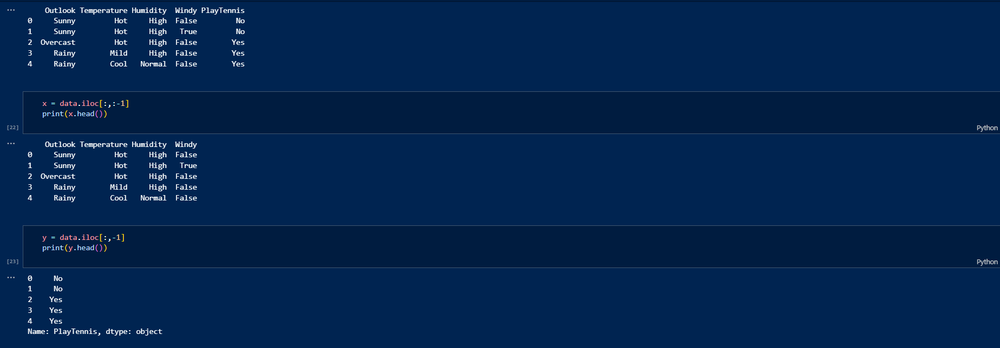 ...
Outlook Temperature Humidity Windy PlayTennis
0 Sunny Hot High False No
1 Sunny Hot High True No
2 Overcast Hot High False Yes
3 Rainy Mild High False Yes
4 Rainy Cool Normal False Yes
x = data.iloc[:,:-1]
print(x.head())
[22]
Python
...
Outlook Temperature Humidity Windy
0 Sunny Hot High False
1 Sunny Hot High True
2 Overcast Hot High False
3 Rainy Mild High False
4 Rainy Cool Normal False
y = data.iloc[:,-1]
print(y.head())
[23]
Python
...
0 No
1 No
2 Yes
3 Yes
4 Yes
Name: PlayTennis, dtype: object